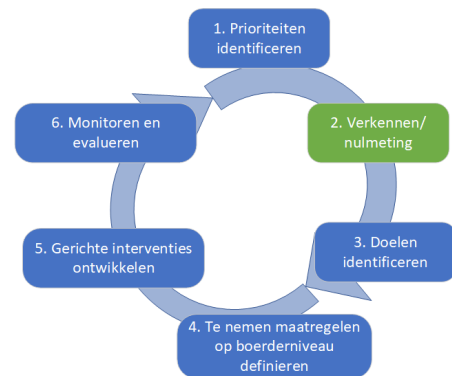 1. Prioriteiten
identificeren
2. Verkennen/
nulmeting
3. Doelen
identificeren
4. Te nemen maatregelen
op boerderniveau
definieren
5. Gerichte interventies
ontwikkelen
6. Monitoren en
evalueren